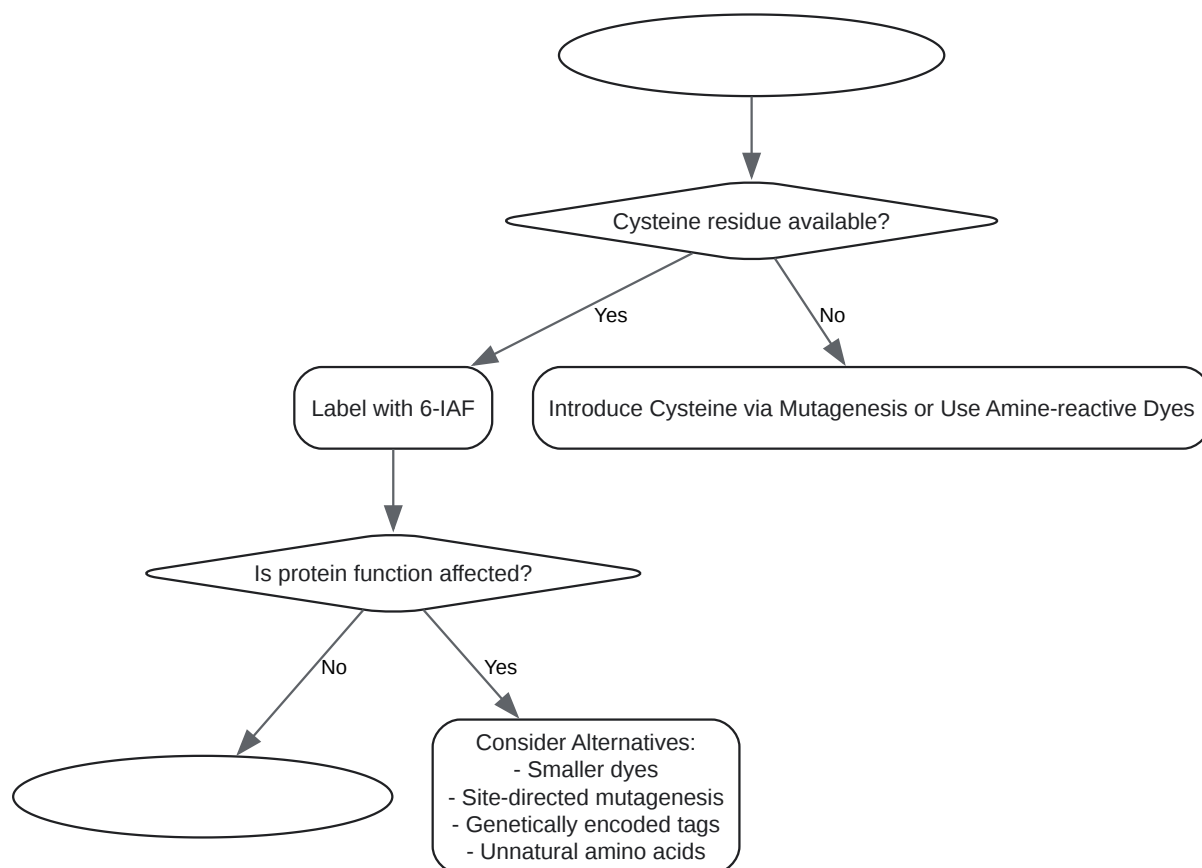 Cysteine residue available?
Yes
No
Label with 6-IAF
Introduce Cysteine via Mutagenesis or Use Amine-reactive Dyes
Is protein function affected?
No
Yes
Consider Alternatives:
- Smaller dyes
- Site-directed mutagenesis
- Genetically encoded tags
- Unnatural amino acids